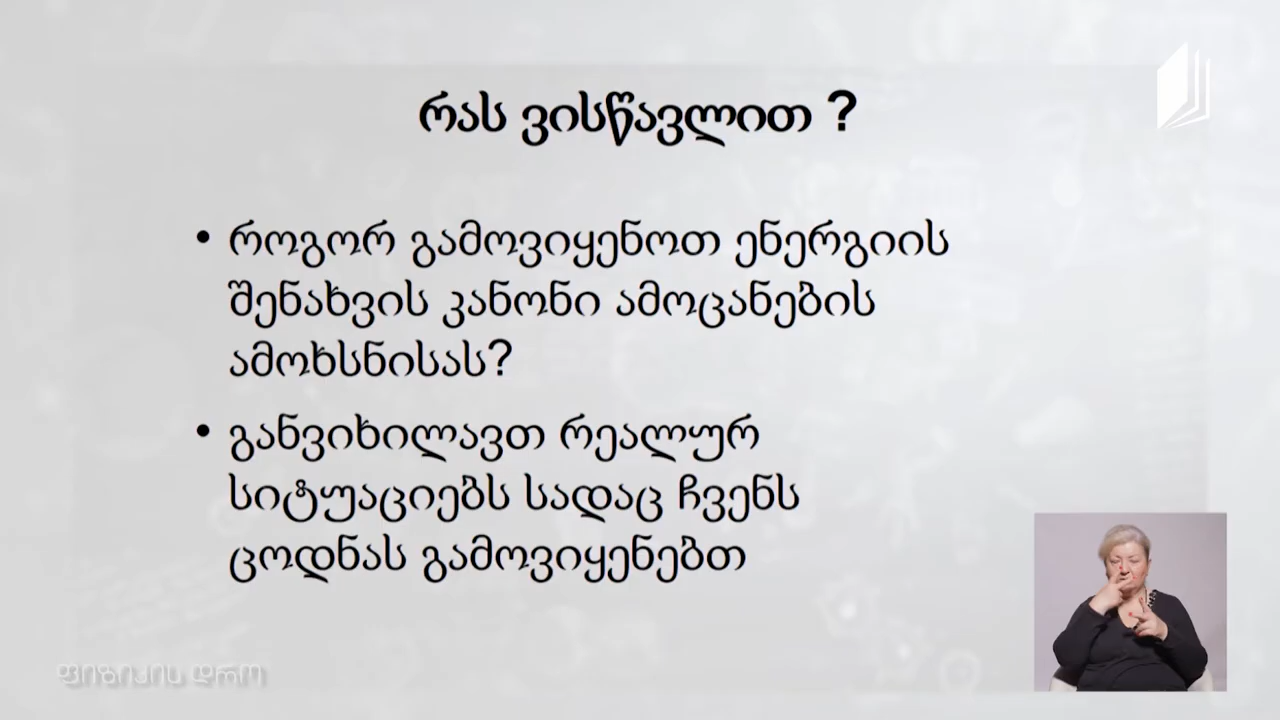 რას ვისწავლით ?
• როგორ გამოვიყენოთ ენერგიის
შენახვის კანონი ამოცანების
ამოხსნისას?
• განვიხილავთ რეალურ
სიტუაციებს სადაც ჩვენს
ცოდნას გამოვიყენებთ
ფიზიკის დრო